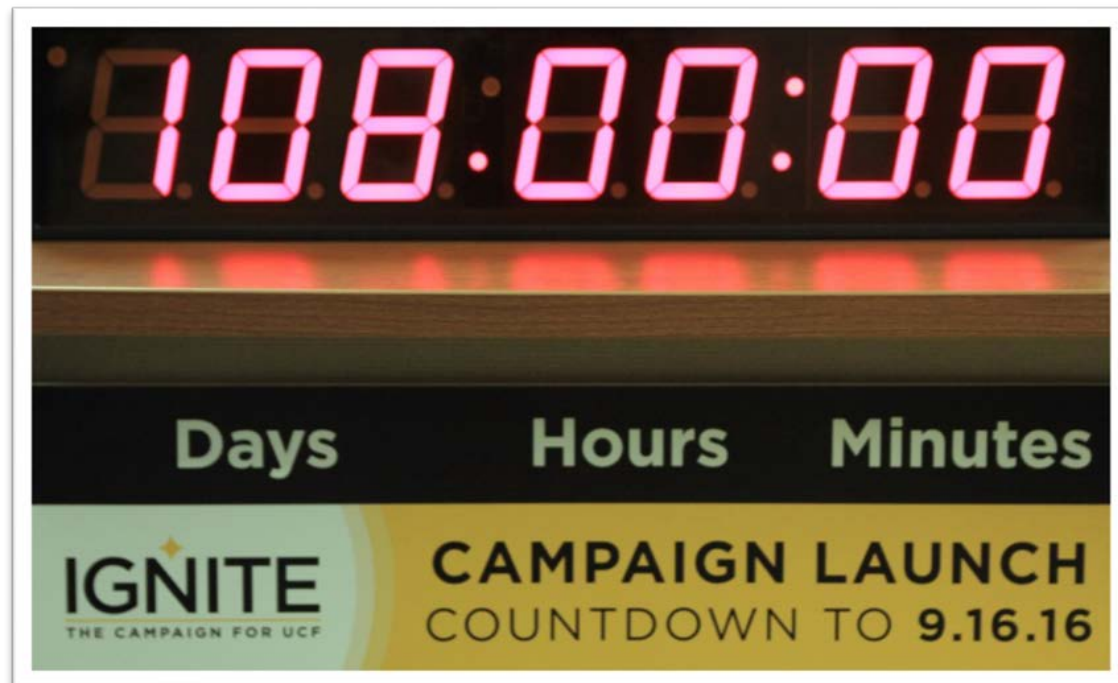 108:00:00
Days Hours Minutes
IGNITE
THE CAMPAIGN FOR UCF
CAMPAIGN LAUNCH
COUNTDOWN TO 9.16.16